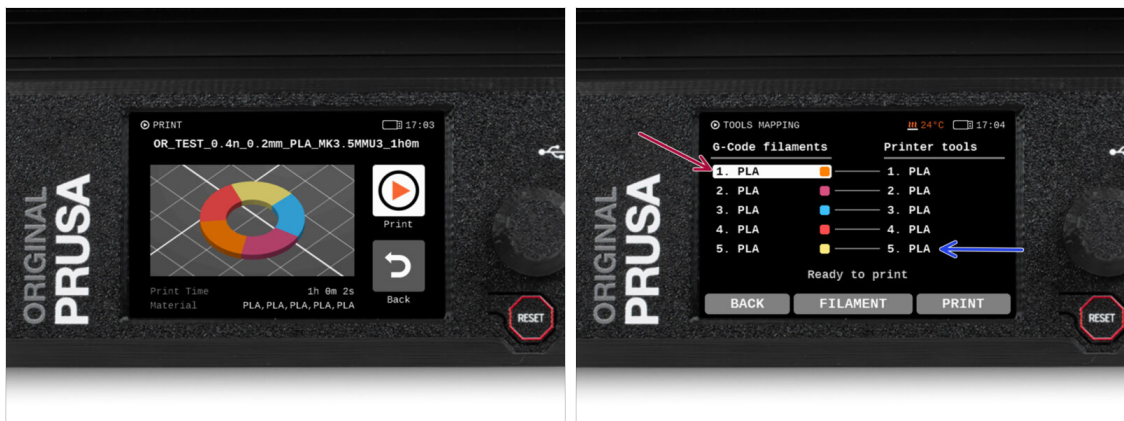 PRINT 17:03
OR_TEST_0.4n_0.2mm_PLA_MK3.5MMU3_1h0m
Print
Print Time 1h 0m 2s
Material PLA,PLA,PLA,PLA,PLA
Back
ORIGINAL
PRUSA
RESET
TOOLS MAPPING 24°C 17:04
G-Code filaments Printer tools
1. PLA 1. PLA
2. PLA 2. PLA
3. PLA 3. PLA
4. PLA 4. PLA
5. PLA 5. PLA
Ready to print
BACK FILAMENT PRINT
ORIGINAL
PRUSA
RESET